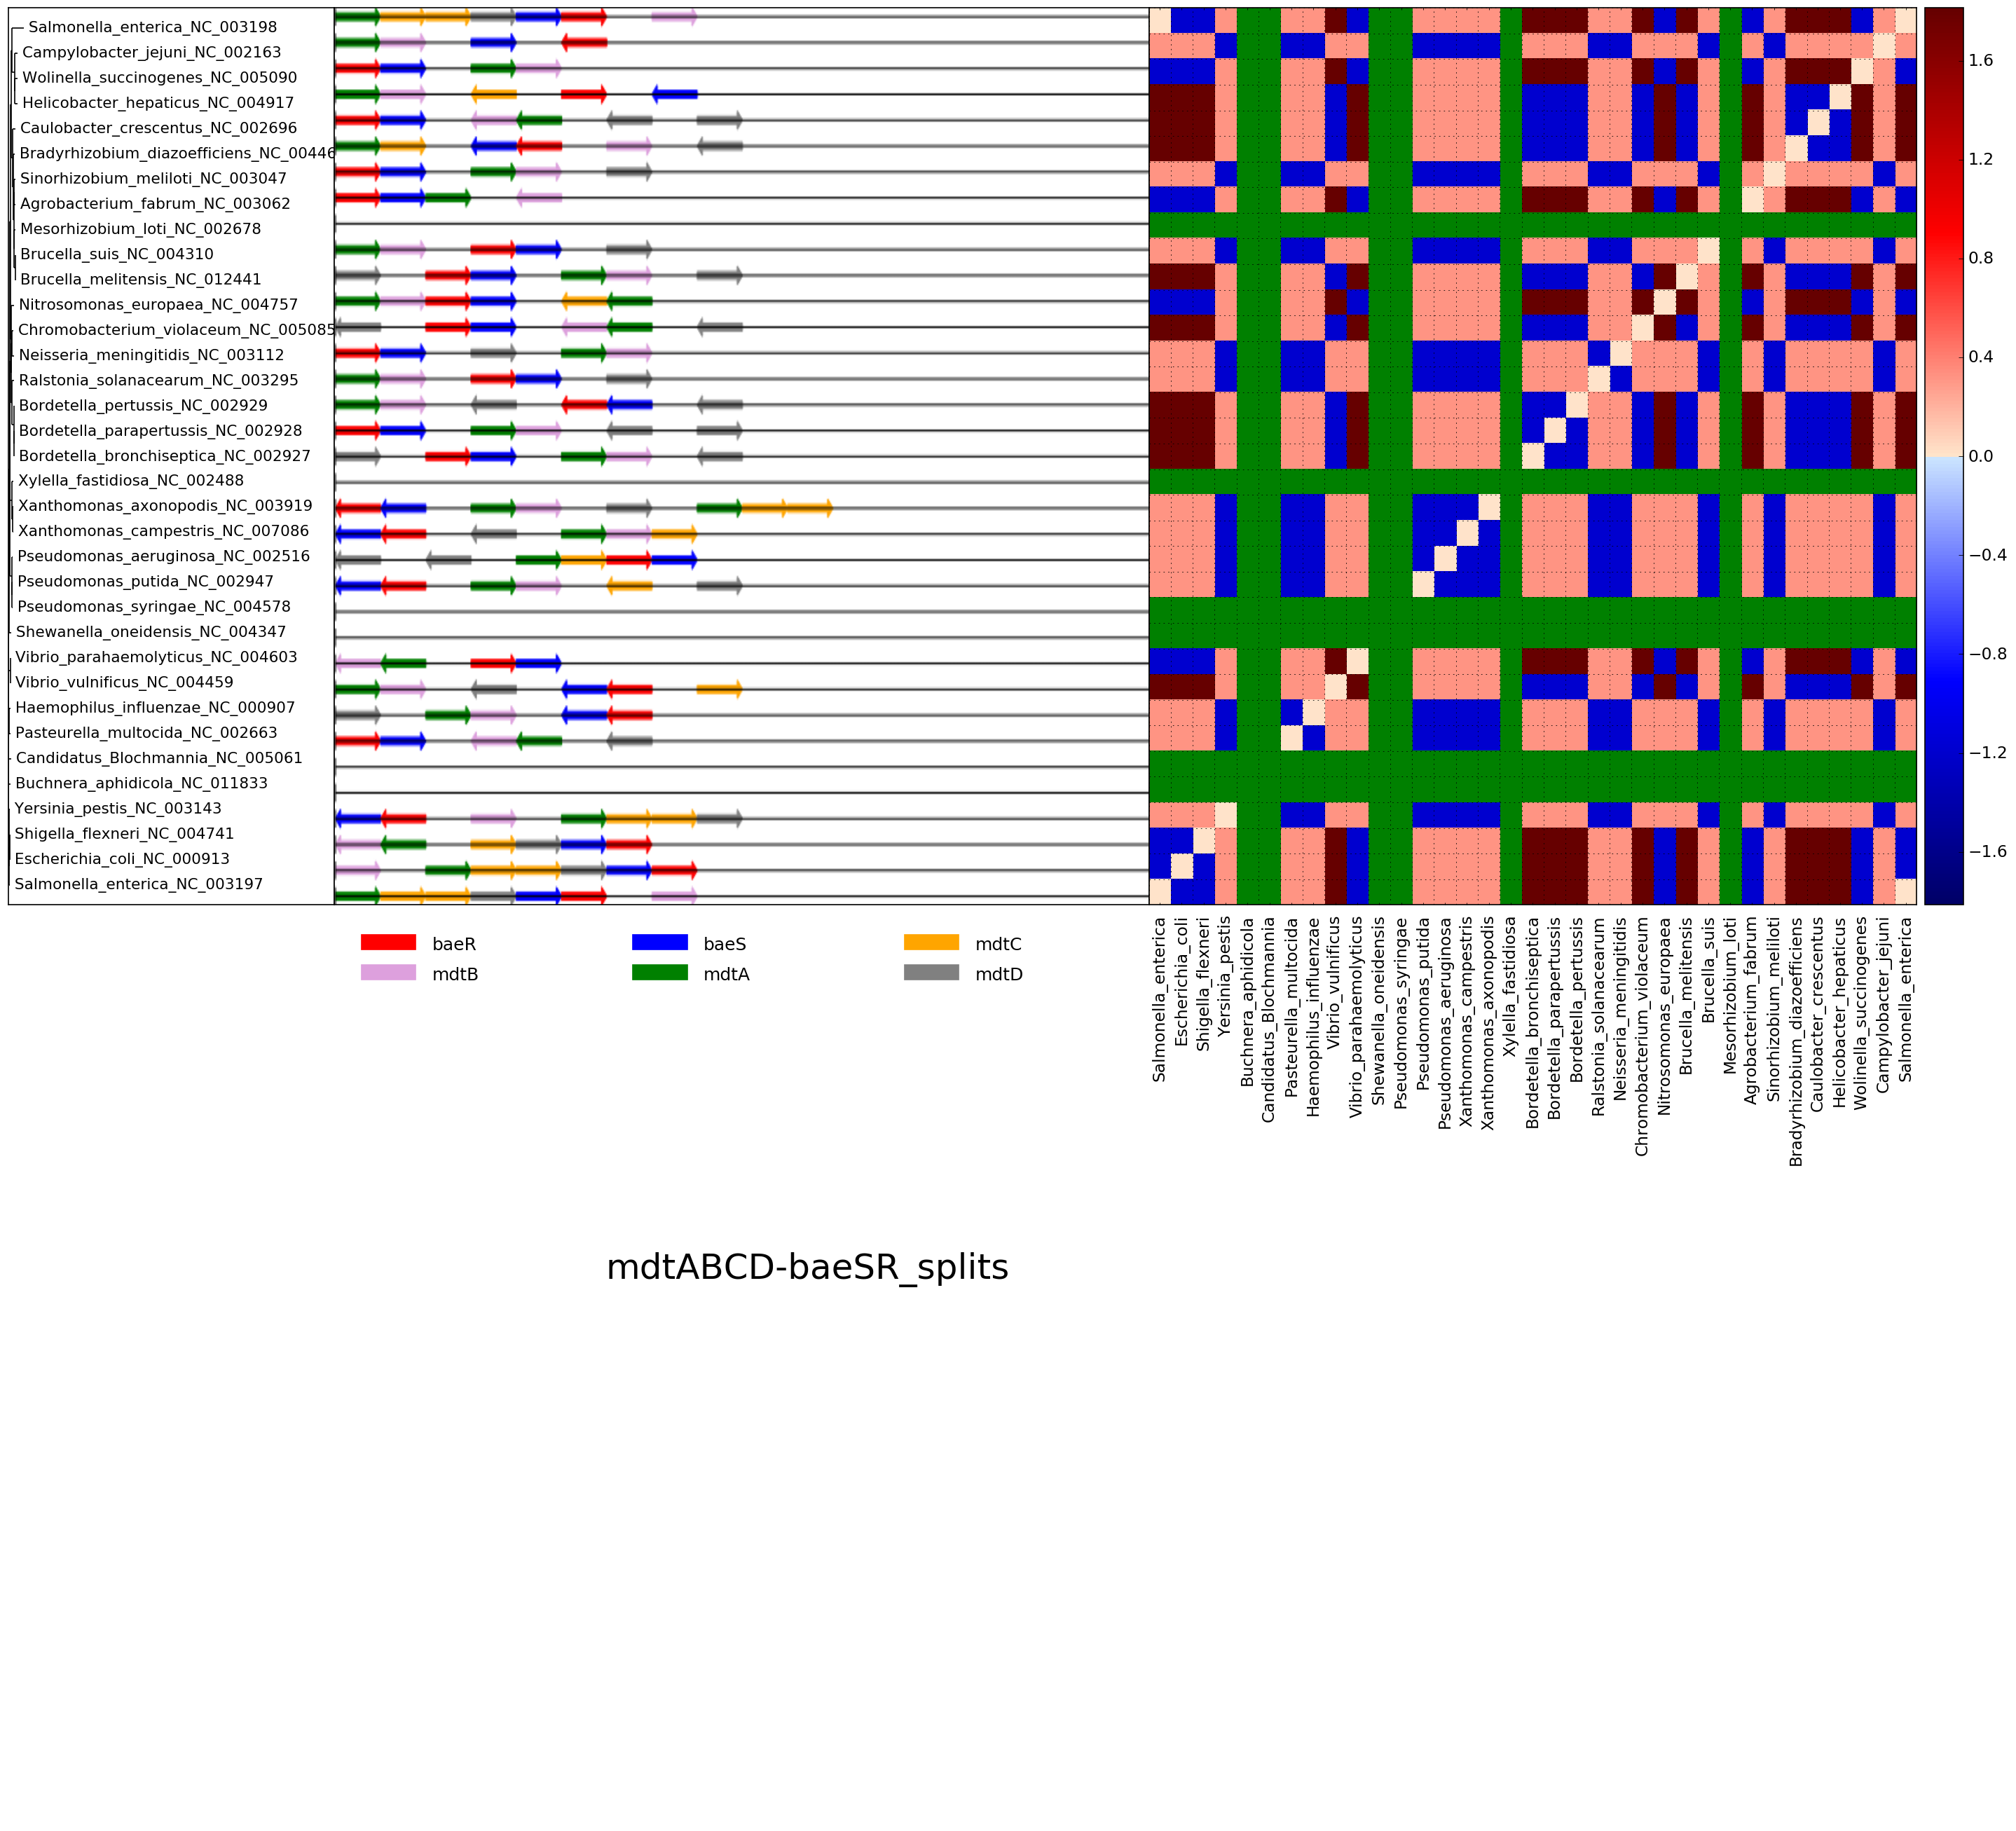 Salmonella_enterica_NC_003198
Campylobacter_jejuni_NC_002163
Wolinella_succinogenes_NC_005090
Helicobacter_hepaticus_NC_004917
Caulobacter_crescentus_NC_002696
Bradyrhizobium_diazoefficiens_NC_00446
Sinorhizobium_meliloti_NC_003047
Agrobacterium_fabrum_NC_003062
Mesorhizobium_loti_NC_002678
Brucella_suis_NC_004310
Brucella_melitensis_NC_012441
Nitrosomonas_europaea_NC_004757
Chromobacterium_violaceum_NC_005085
Neisseria_meningitidis_NC_003112
Ralstonia_solanacearum_NC_003295
Bordetella_pertussis_NC_002929
Bordetella_parapertussis_NC_002928
Bordetella_bronchiseptica_NC_002927
Xylella_fastidiosa_NC_002488
Xanthomonas_axonopodis_NC_003919
Xanthomonas_campestris_NC_007086
Pseudomonas_aeruginosa_NC_002516
Pseudomonas_putida_NC_002947
Pseudomonas_syringae_NC_004578
Shewanella_oneidensis_NC_004347
Vibrio_parahaemolyticus_NC_004603
Vibrio_vulnificus_NC_004459
Haemophilus_influenzae_NC_000907
Pasteurella_multocida_NC_002663
Candidatus_Blochmannia_NC_005061
Buchnera_aphidicola_NC_011833
Yersinia_pestis_NC_003143
Shigella_flexneri_NC_004741
Escherichia_coli_NC_000913
Salmonella_enterica_NC_003197
1.6
1.2
0.8
0.4
0.0
−0.4
−0.8
−1.2
−1.6
Salmonella_enterica
Escherichia_coli
Shigella_flexneri
Yersinia_pestis
Buchnera_aphidicola
Candidatus_Blochmannia
Pasteurella_multocida
Haemophilus_influenzae
Vibrio_vulnificus
Vibrio_parahaemolyticus
Shewanella_oneidensis
Pseudomonas_syringae
Pseudomonas_putida
Pseudomonas_aeruginosa
Xanthomonas_campestris
Xanthomonas_axonopodis
Xylella_fastidiosa
Bordetella_bronchiseptica
Bordetella_parapertussis
Bordetella_pertussis
Ralstonia_solanacearum
Neisseria_meningitidis
Chromobacterium_violaceum
Nitrosomonas_europaea
Brucella_melitensis
Brucella_suis
Mesorhizobium_loti
Agrobacterium_fabrum
Sinorhizobium_meliloti
Bradyrhizobium_diazoefficiens
Caulobacter_crescentus
Helicobacter_hepaticus
Wolinella_succinogenes
Campylobacter_jejuni
Salmonella_enterica
baeR baeS mdtC
mdtB mdtA mdtD
mdtABCD-baeSR_splits